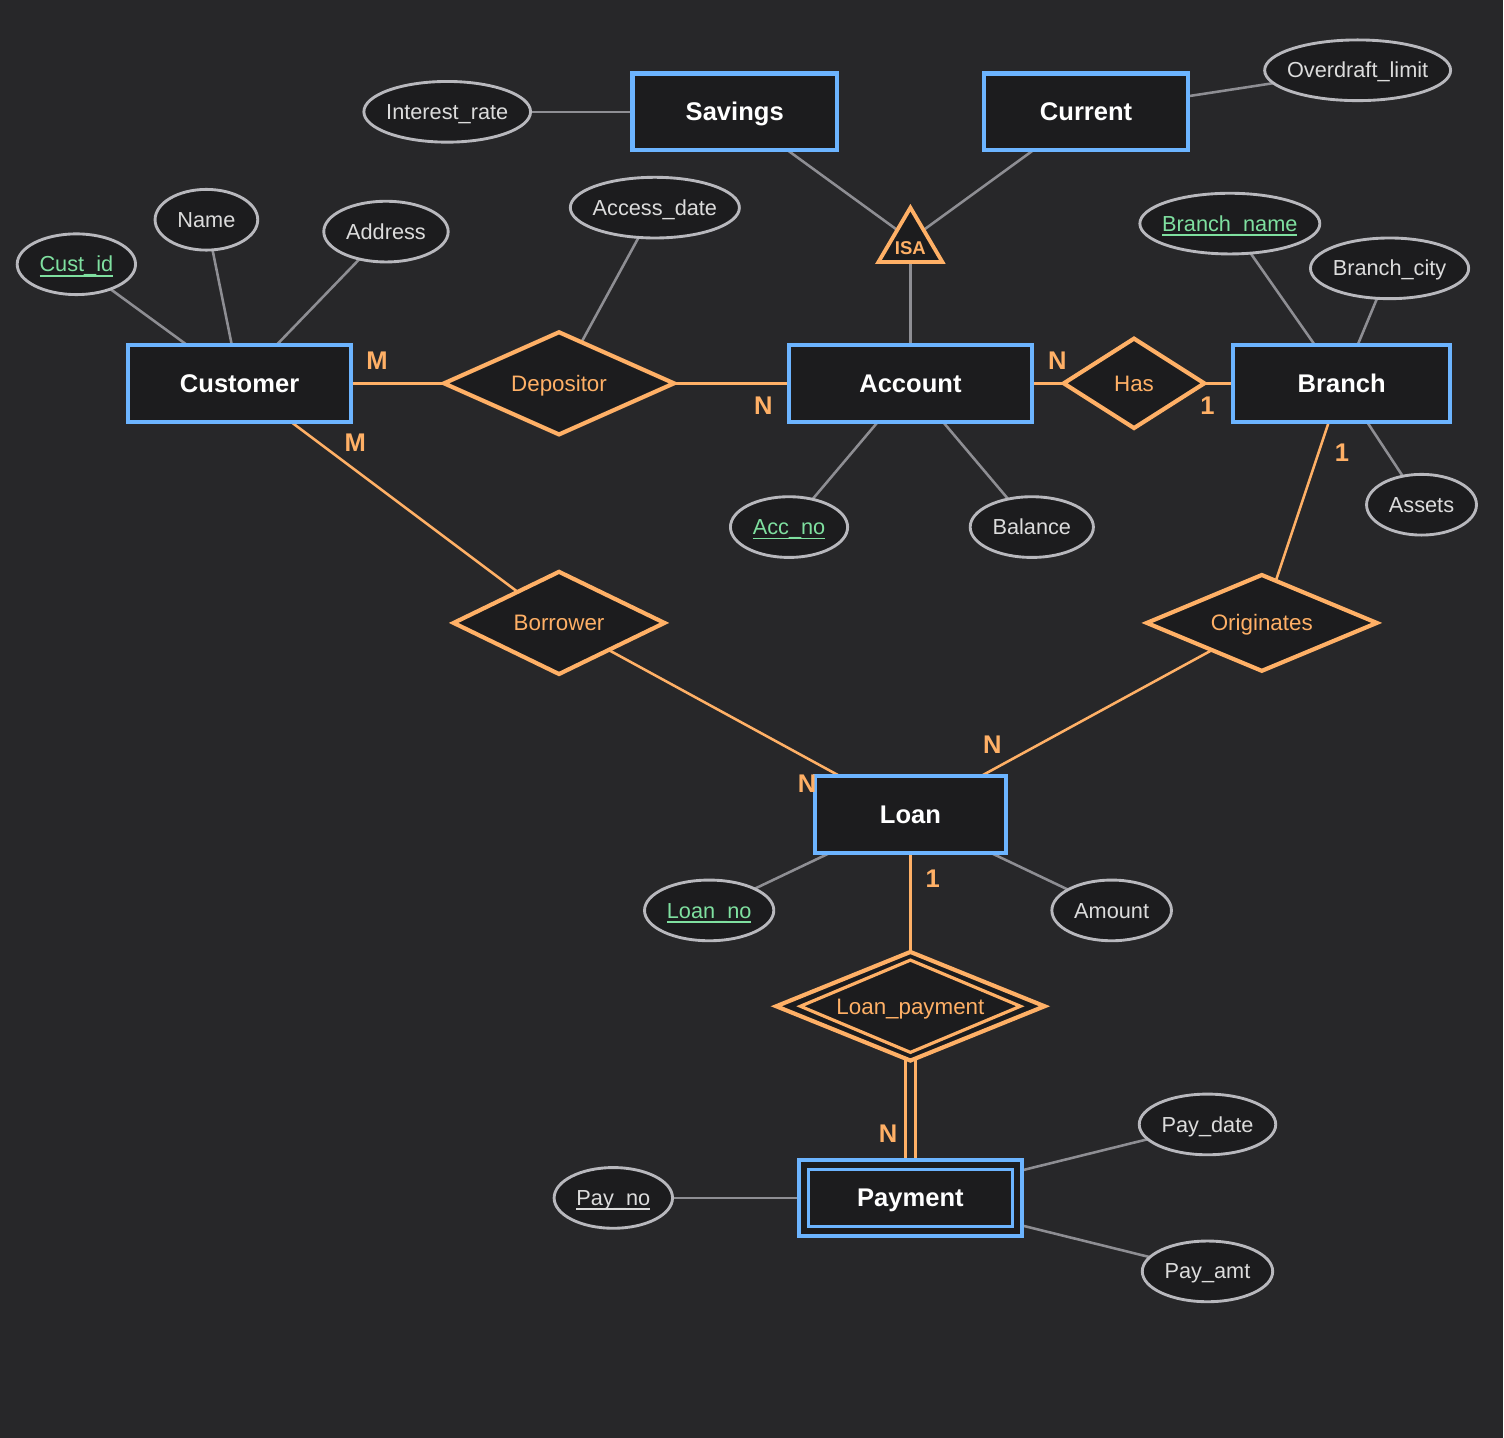 Overdraft_limit
Interest_rate
Savings
Current
Access_date
Name
Address
Branch_name
ISA
Cust_id
Branch_city
M
N
Customer
Depositor
Account
Has
Branch
N
1
M
1
Acc_no
Balance
Assets
Borrower
Originates
N
N
Loan
1
Loan_no
Amount
Loan_payment
N
Pay_date
Pay_no
Payment
Pay_amt